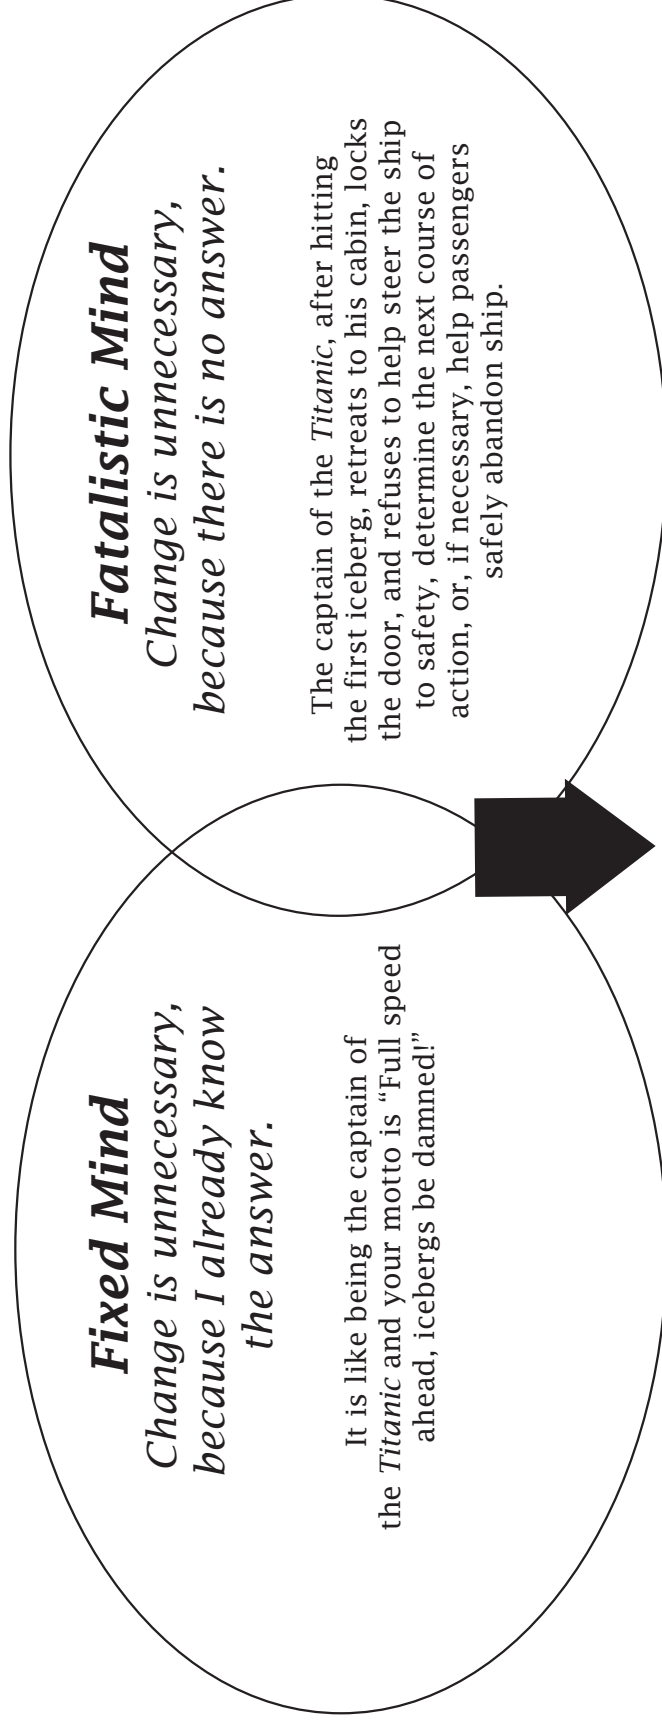 Fixed Mind
Change is unnecessary,
because I already know
the answer.
It is like being the captain of
the Titanic and your motto is “Full speed
ahead, icebergs be damned!”
Fatalistic Mind
Change is unnecessary,
because there is no answer.
The captain of the Titanic, after hitting
the first iceberg, retreats to his cabin, locks
the door, and refuses to help steer the ship
to safety, determine the next course of
action, or, if necessary, help passengers
safely abandon ship.